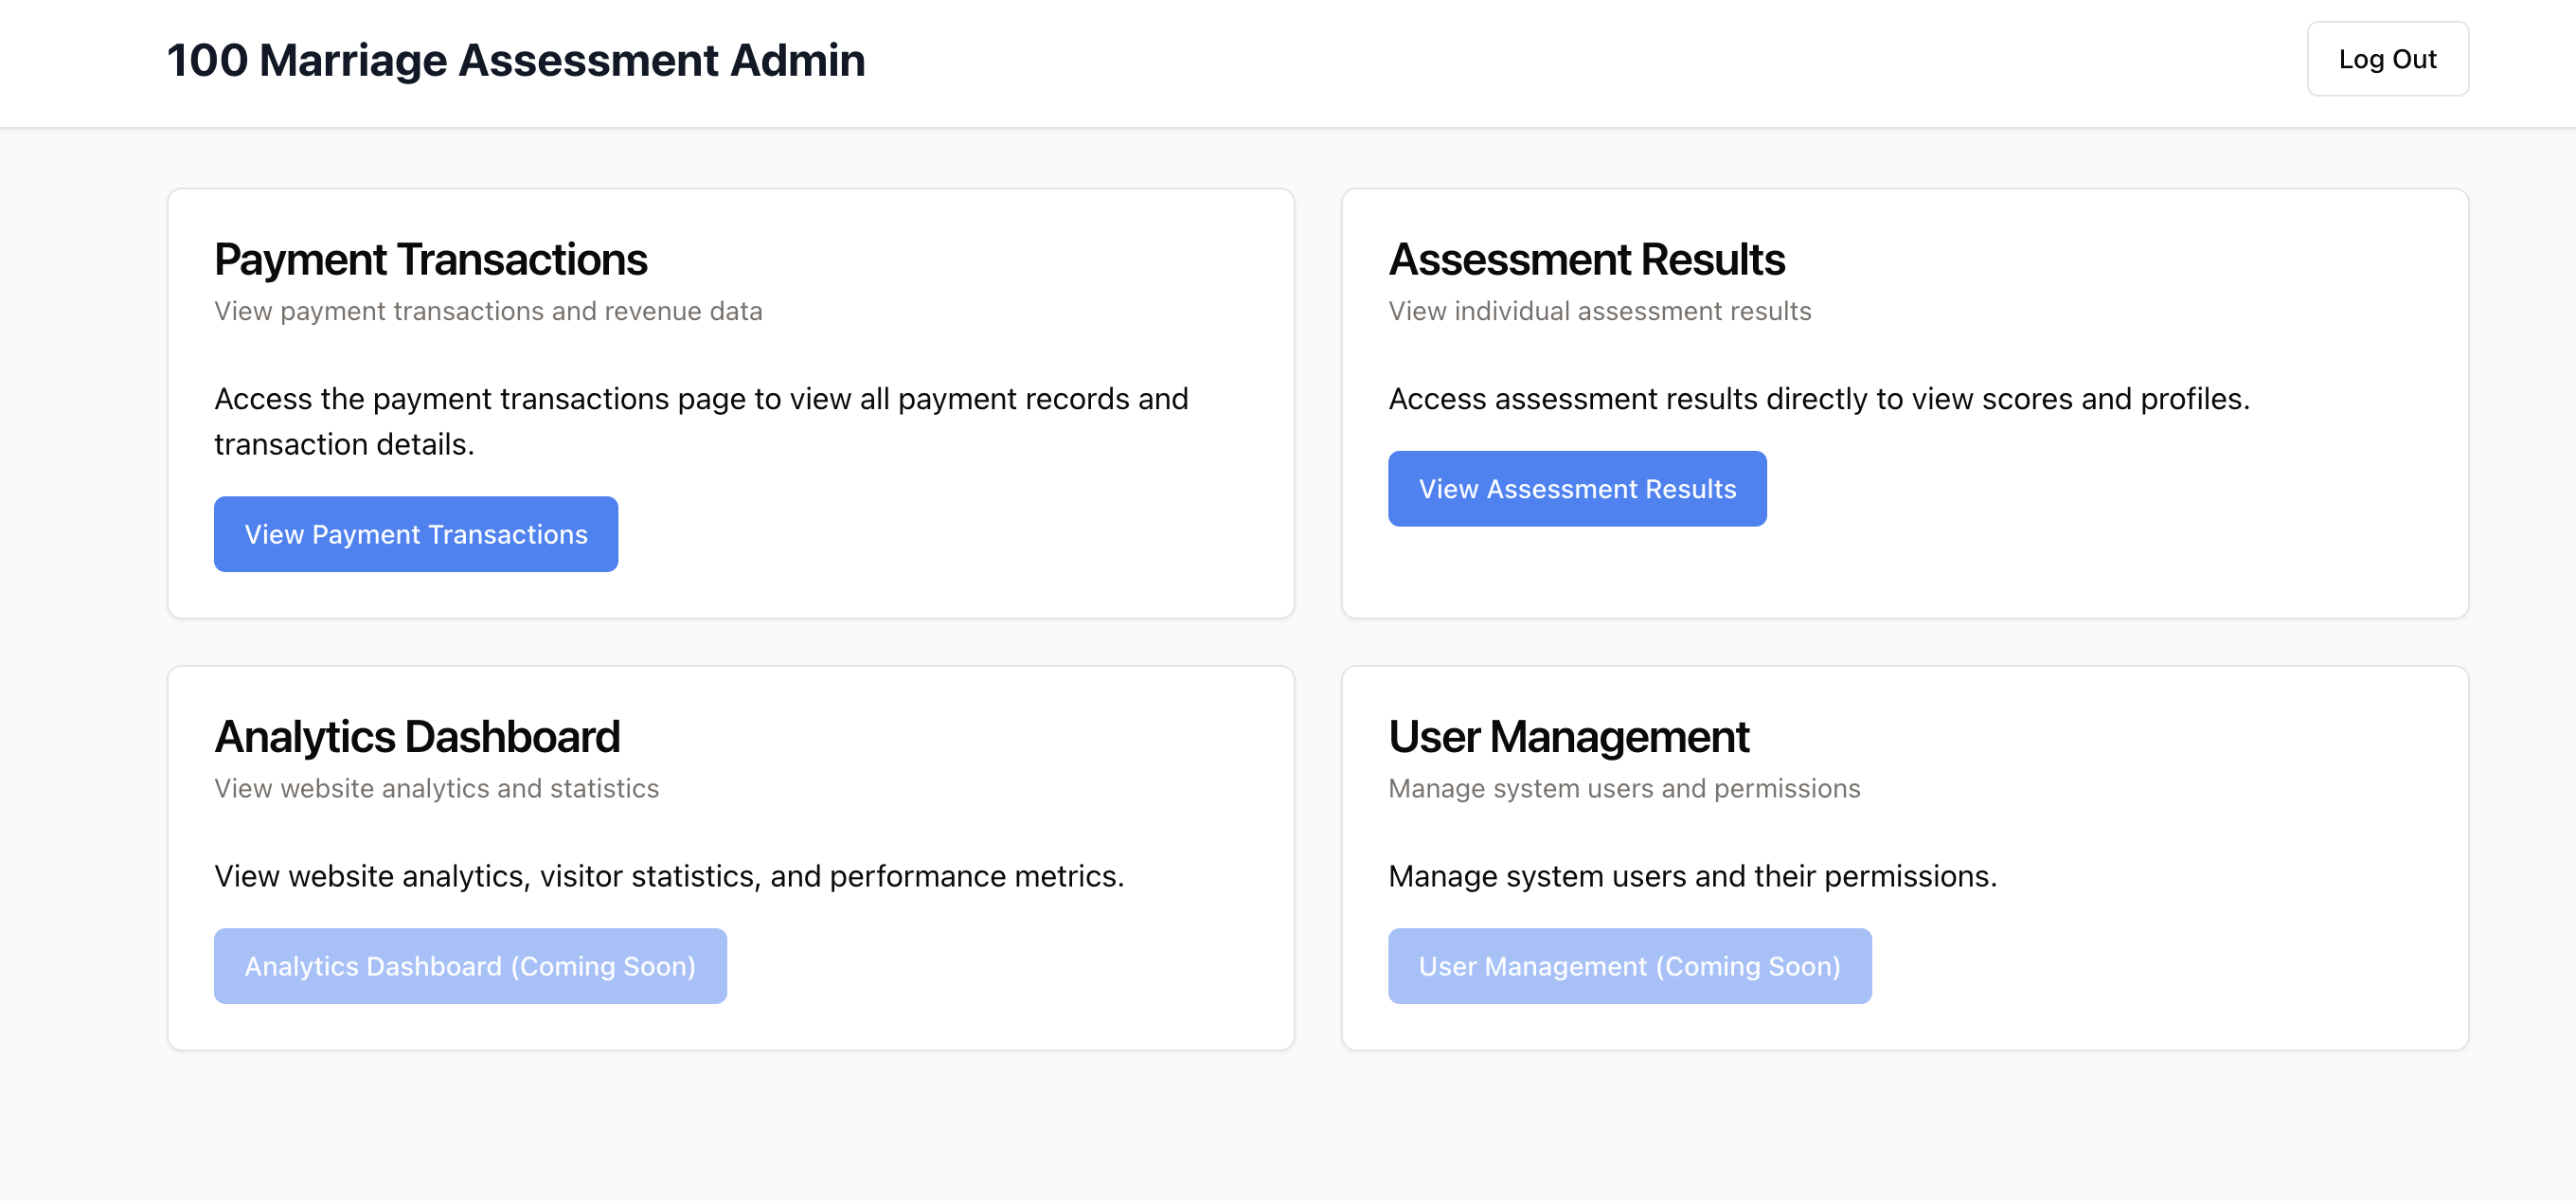 100 Marriage Assessment Admin
Log Out
Payment Transactions
View payment transactions and revenue data
Access the payment transactions page to view all payment records and
transaction details.
View Payment Transactions
Assessment Results
View individual assessment results
Access assessment results directly to view scores and profiles.
View Assessment Results
Analytics Dashboard
View website analytics and statistics
View website analytics, visitor statistics, and performance metrics.
Analytics Dashboard (Coming Soon)
User Management
Manage system users and permissions
Manage system users and their permissions.
User Management (Coming Soon)